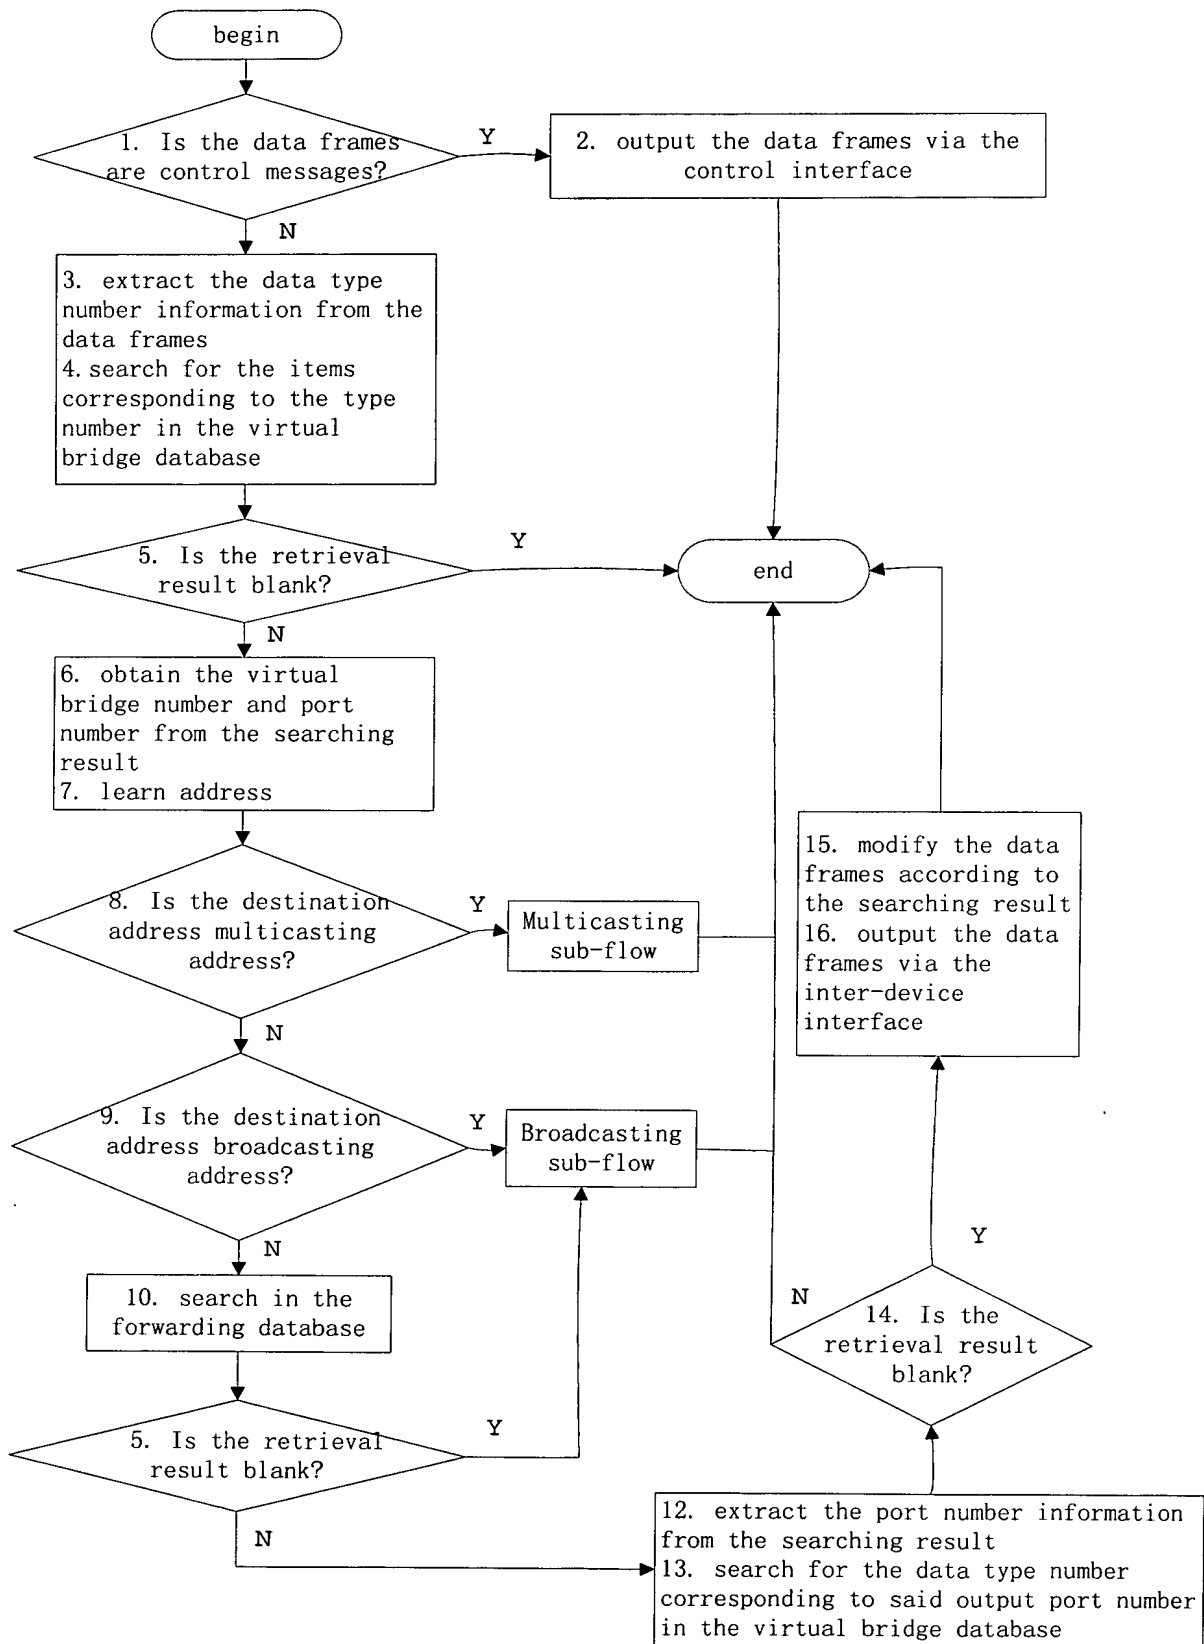 begin
1. Is the data frames
are control messages?
Y
2. output the data frames via the
control interface
N
3. extract the data type
number information from the
data frames
4. search for the items
corresponding to the type
number in the virtual
bridge database
5. Is the retrieval
result blank?
Y
end
N
6. obtain the virtual
bridge number and port
number from the searching
result
7. learn address
8. Is the destination
address multicasting
address?
Y
Multicasting
sub-flow
N
15. modify the data
frames according to
the searching result
16. output the data
frames via the
inter-device
interface
9. Is the destination
address broadcasting
address?
Y
Broadcasting
sub-flow
N
10. search in the
forwarding database
5. Is the retrieval
result blank?
Y
N
12. extract the port number information
from the searching result
13. search for the data type number
corresponding to said output port number
in the virtual bridge database
14. Is the
retrieval result
blank?
N
Y